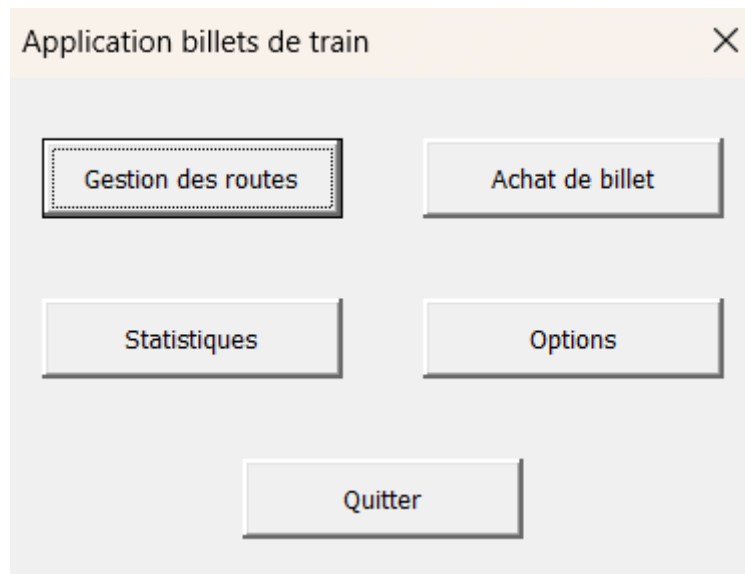 Application billets de train
Gestion des routes
Achat de billet
Statistiques
Options
Quitter